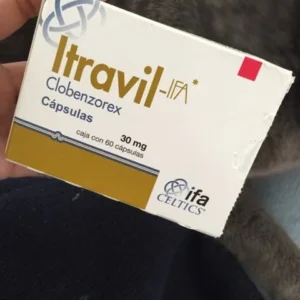 Itravil-IFA*
Clobenzorex
Cápsulas
30 mg
caja con 60 cápsulas
ifa
CELTICS